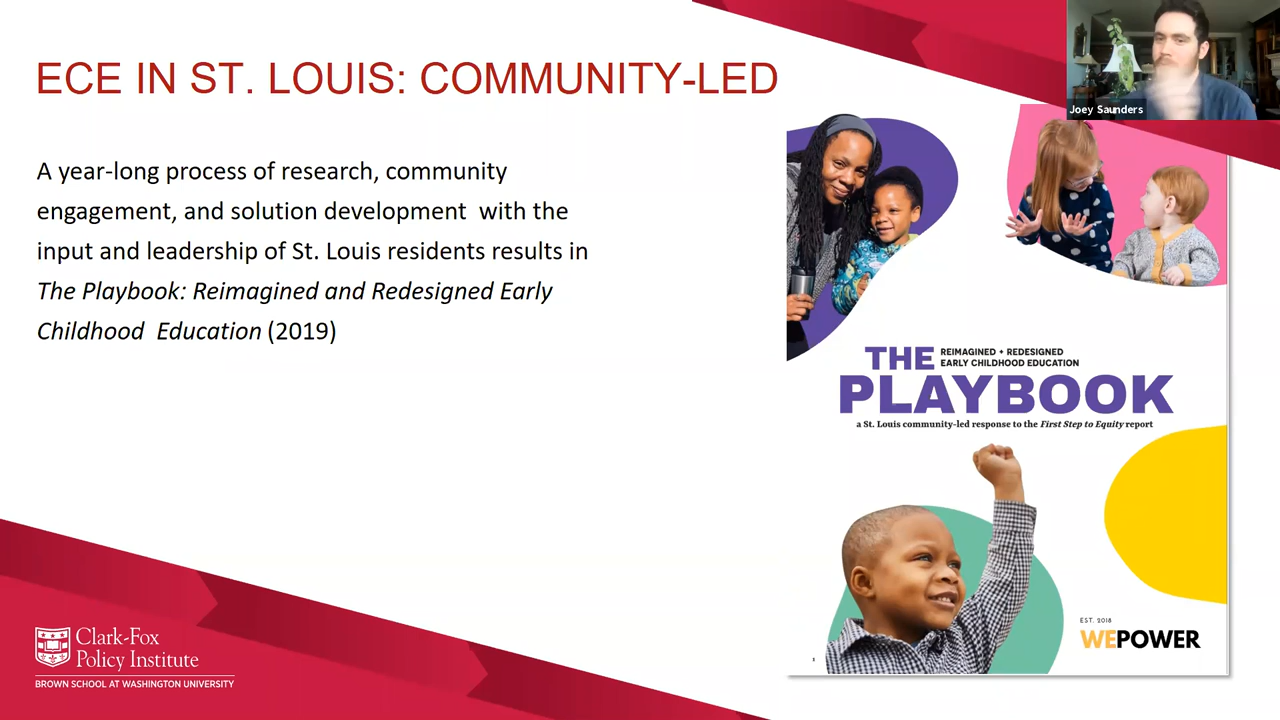 ECE IN ST. LOUIS: COMMUNITY-LED
Joey Saunders
A year-long process of research, community
engagement, and solution development with the
input and leadership of St. Louis residents results in
The Playbook: Reimagined and Redesigned Early
Childhood Education (2019)
THE REIMAGINED + REDESIGNED
EARLY CHILDHOOD EDUCATION
PLAYBOOK
a St. Louis community-led response to the First Step to Equity report
EST. 2018
WEPOWER
1
Clark-Fox
Policy Institute
BROWN SCHOOL AT WASHINGTON UNIVERSITY